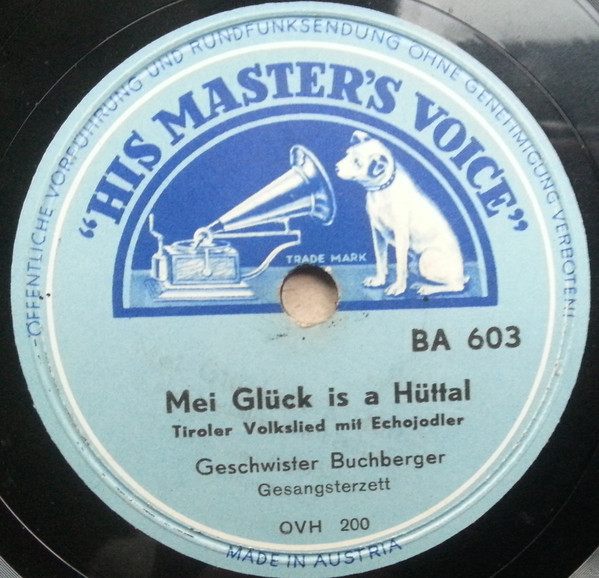 ÖFFENTLICHE VORFÜHRUNG UND RUNDFUNKSENDUNG OHNE GENEHMIGUNG VERBOTEN!
"HIS MASTER'S VOICE"
TRADE MARK
BA 603
Mei Glück is a Hüttal
Tiroler Volkslied mit Echojodler
Geschwister Buchberger
Gesangsterzett
OVH 200
MADE IN AUSTRIA